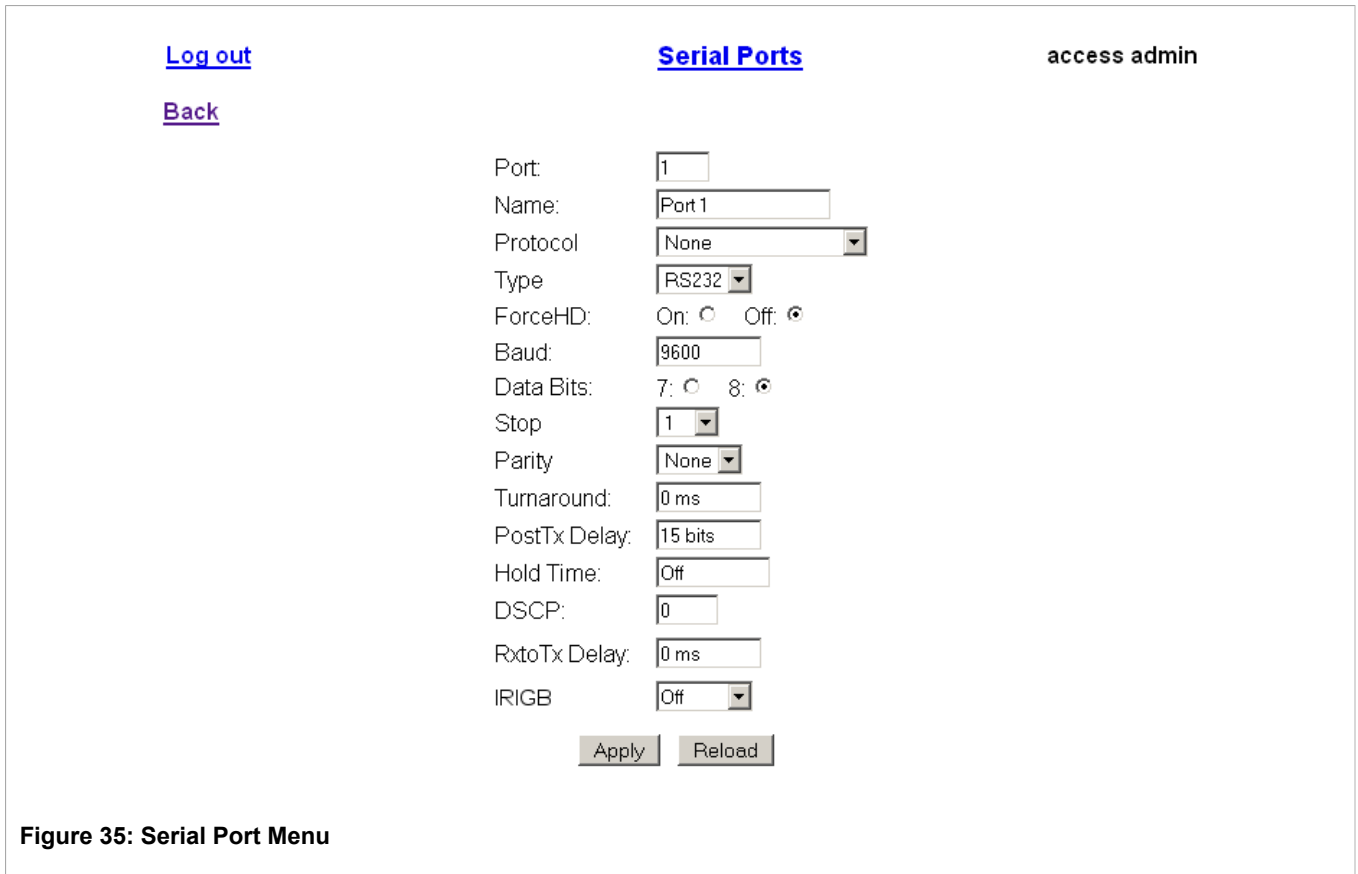 Log out Serial Ports access admin
Back
Port: 1
Name: Port 1
Protocol None
Type RS232
ForceHD: On: Off:
Baud: 9600
Data Bits: 7: 8:
Stop 1
Parity None
Turnaround: 0 ms
PostTx Delay: 15 bits
Hold Time: Off
DSCP: 0
RxtoTx Delay: 0 ms
IRIGB Off
Apply Reload
Figure 35: Serial Port Menu